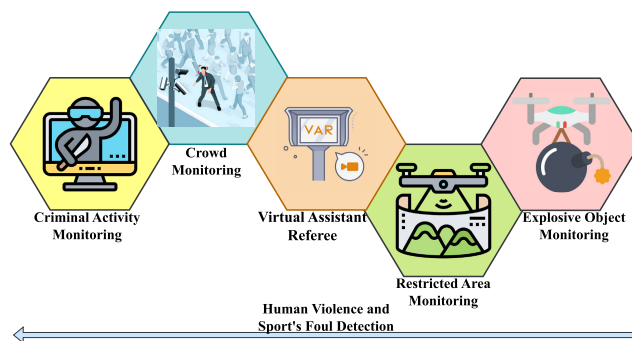 Criminal Activity
Monitoring
Crowd
Monitoring
VAR
Virtual Assistant
Referee
Restricted Area
Monitoring
Explosive Object
Monitoring
Human Violence and
Sport's Foul Detection